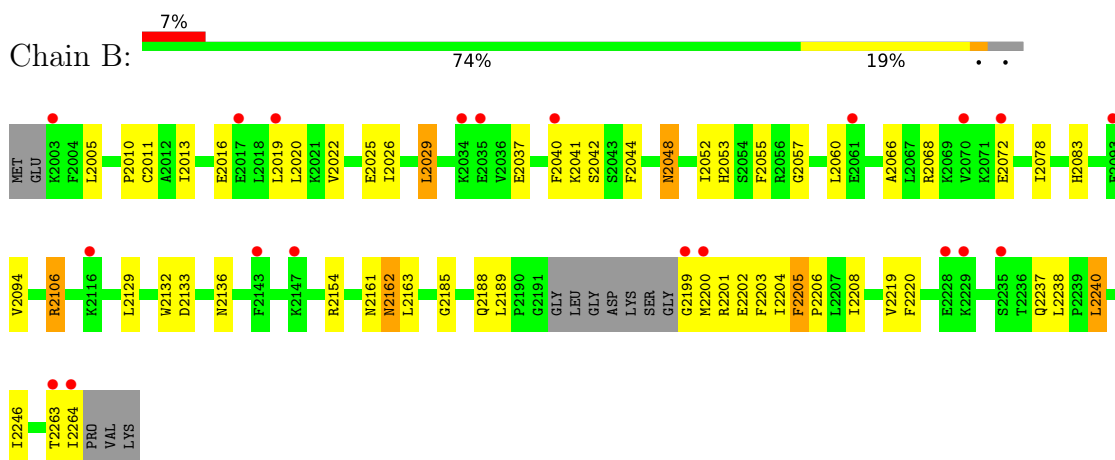 7%
Chain B:
74% 19% • •
MET GLU K2003 F2004 L2005 P2010 C2011 A2012 I2013 E2016 E2017 L2018 L2019 L2020 K2021 V2022 E2025 I2026 L2029 K2034 E2035 V2036 E2037 F2040 K2041 S2042 S2043 F2044 N2048 I2052 H2053 S2054 F2055 R2056 G2057 L2060 E2061 A2066 L2067 R2068 K2069 V2070 K2071 E2072 I2078 H2083
V2094 R2106 K2116 L2129 W2132 D2133 N2136 F2143 K2147 R2154 N2161 N2162 L2163 G2185 Q2188 L2189 P2190 G2191 GLY LEU GLY ASP LYS SER GLY G2199 M2200 R2201 E2202 F2203 I2204 F2205 P2206 L2207 I2208 V2219 F2220 E2228 K2229 S2235 T2236 Q2237 L2238 P2239 L2240
I2246 T2263 I2264 PRO VAL LYS